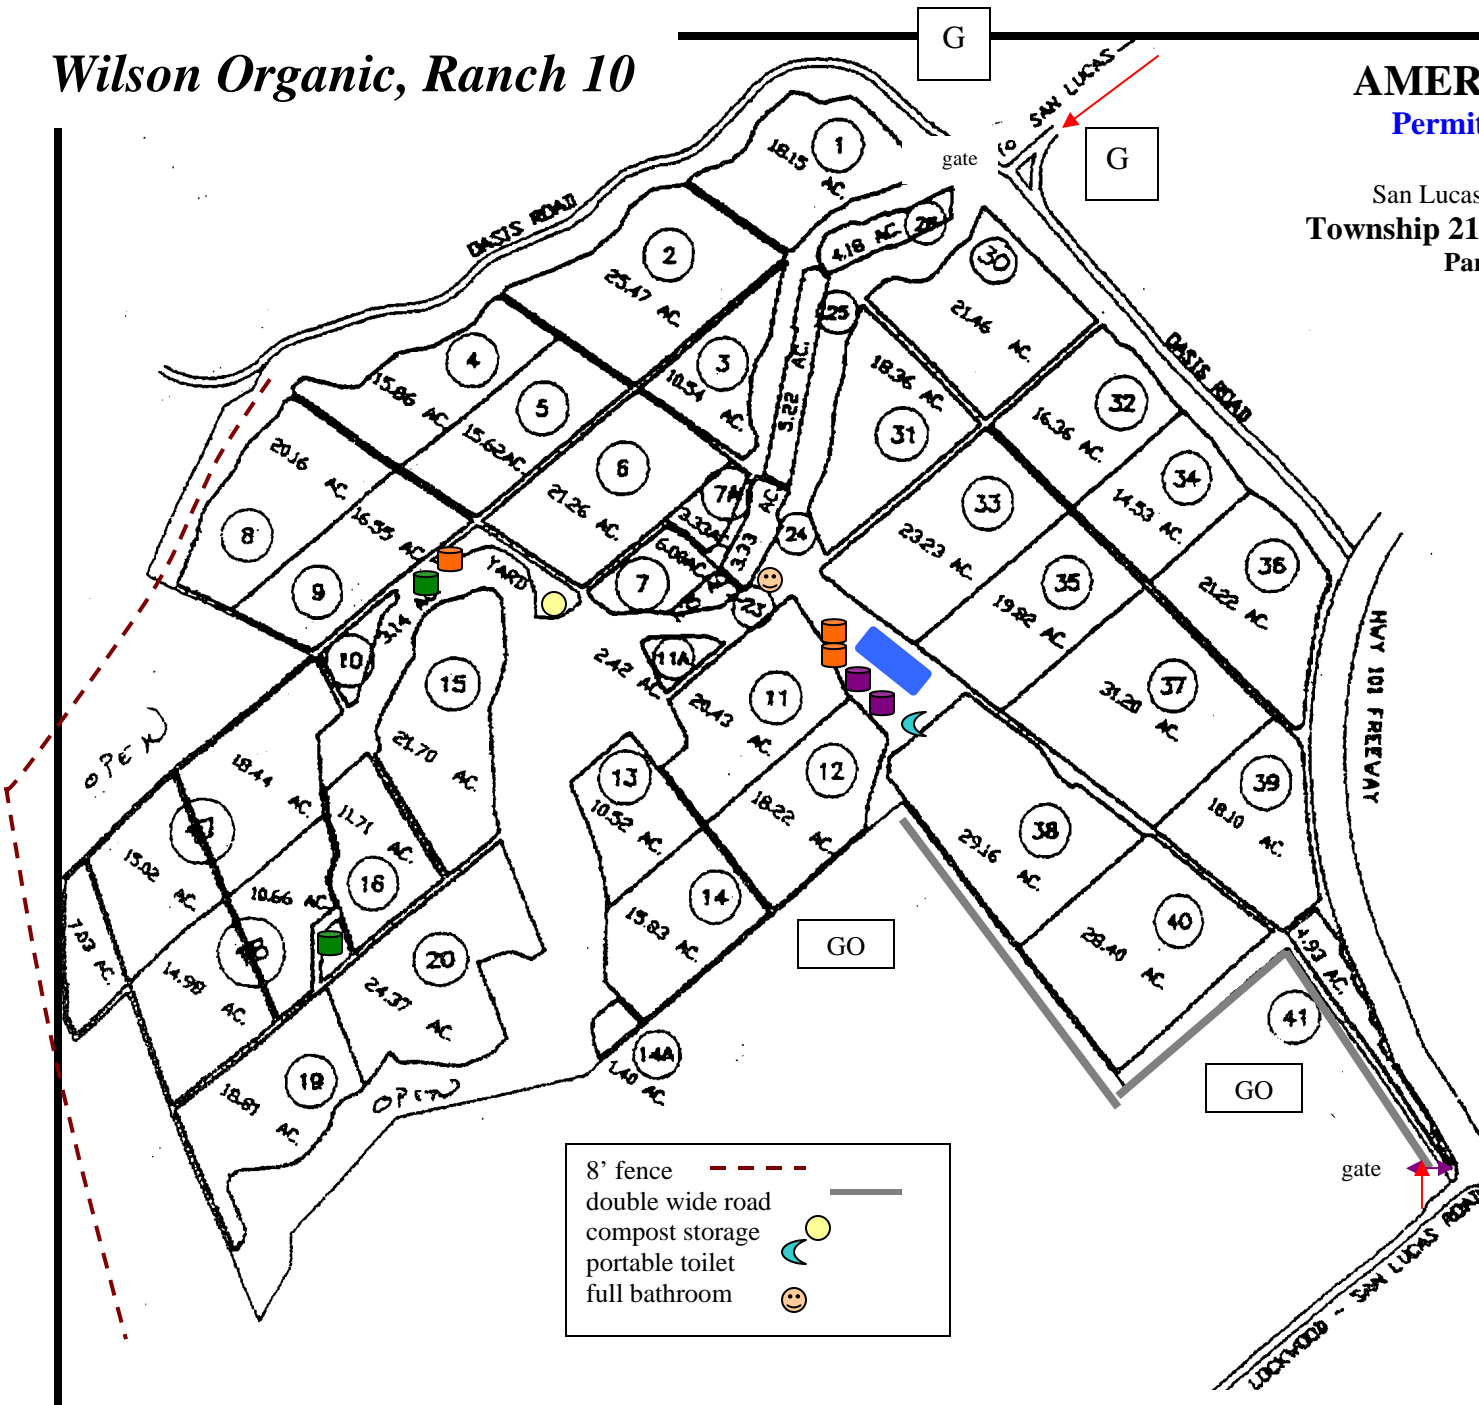 G
Wilson Organic, Ranch 10
AMER
Permit
TO SAN LUCAS
G
gate
San Lucas
Township 21
Par
OASIS ROAD
1
18.15 AC.
2
25.47 AC.
4.18 AC.
30
21.46 AC.
25
3
10.54 AC.
5.22 AC.
18.36 AC.
31
OASIS ROAD
32
16.36 AC.
4
15.86 AC.
5
15.62 AC.
6
21.26 AC.
7A
3.33 AC
3.33 AC
24
33
23.23 AC.
34
14.53 AC.
20.16 AC.
8
16.55 AC.
9
YARD
7
6.08 AC.
23
35
19.82 AC.
36
21.22 AC.
3.14 AC
10
15
21.70 AC.
2.42 AC.
11A
11
20.43 AC.
37
31.20 AC.
HWY 101 FREEWAY
OPEN
18.44 AC.
15.02 AC.
11.71 AC.
16
13
10.52 AC.
12
18.22 AC.
38
29.16 AC.
39
18.10 AC.
7.03 AC.
10.66 AC.
14.98 AC.
20
24.37 AC.
14
15.83 AC.
GO
40
28.40 AC.
4.93 AC.
41
19
18.87 AC.
OPEN
14A
1.40 AC.
GO
8’ fence
double wide road
compost storage
portable toilet
full bathroom
gate
LOCKWOOD - SAN LUCAS ROAD